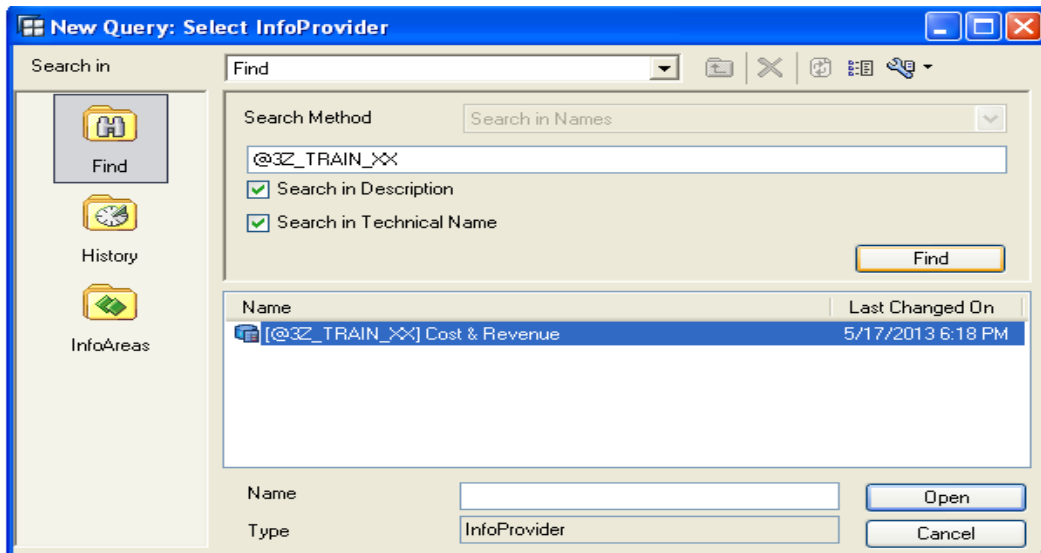 New Query: Select InfoProvider
Search in
Find
Search Method
Search in Names
@3Z_TRAIN_XX
Search in Description
Search in Technical Name
Find
Find
History
InfoAreas
Name Last Changed On
[@3Z_TRAIN_XX] Cost & Revenue 5/17/2013 6:18 PM
Name
Open
Type
InfoProvider
Cancel